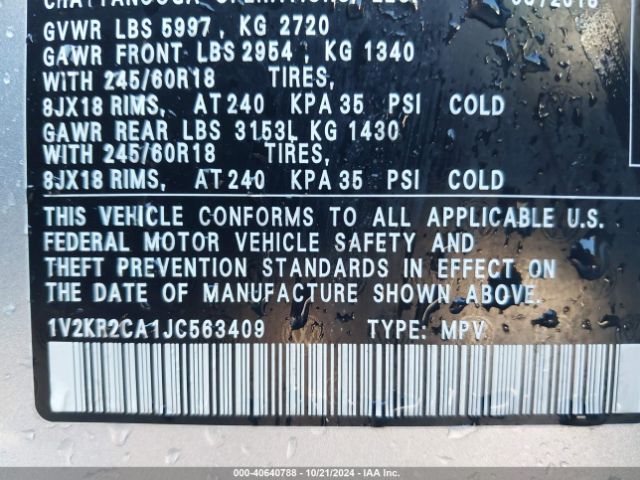 CHATTANOOGA OPERATIONS, LLC.
GVWR LBS 5997, KG 2720
GAWR FRONT LBS 2954, KG 1340
WITH 245/60R18 TIRES,
8JX18 RIMS, AT 240 KPA 35 PSI COLD
GAWR REAR LBS 3153L KG 1430
WITH 245/60R18 TIRES,
8JX18 RIMS, AT 240 KPA 35 PSI COLD
THIS VEHICLE CONFORMS TO ALL APPLICABLE U.S.
FEDERAL MOTOR VEHICLE SAFETY AND
THEFT PREVENTION STANDARDS IN EFFECT ON
THE DATE OF MANUFACTURE SHOWN ABOVE.
1V2KR2CA1JC563409 TYPE: MPV
000-40640788 - 10/21/2024 - IAA Inc.